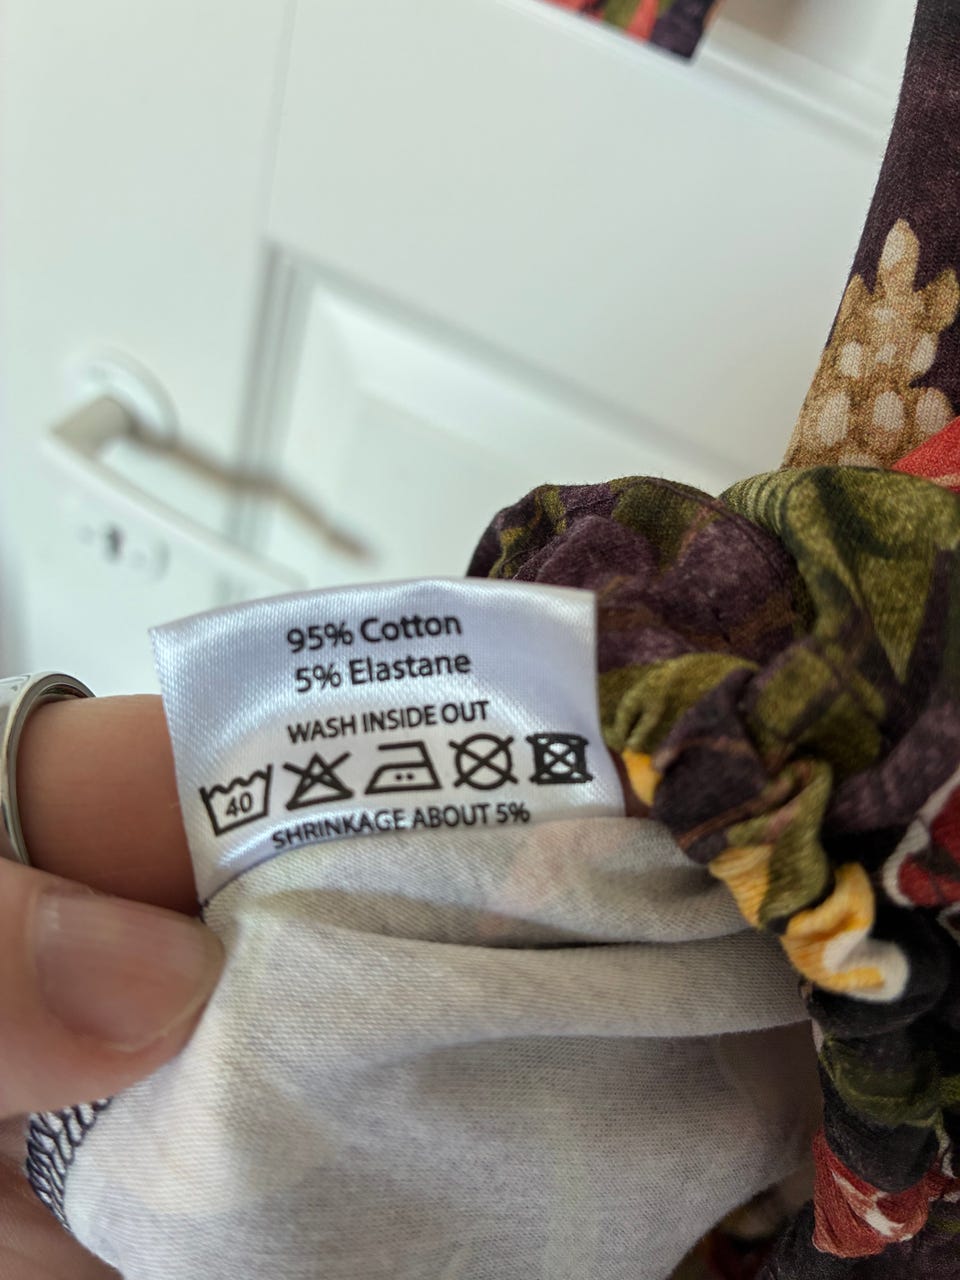 95% Cotton
5% Elastane
WASH INSIDE OUT
40
SHRINKAGE ABOUT 5%